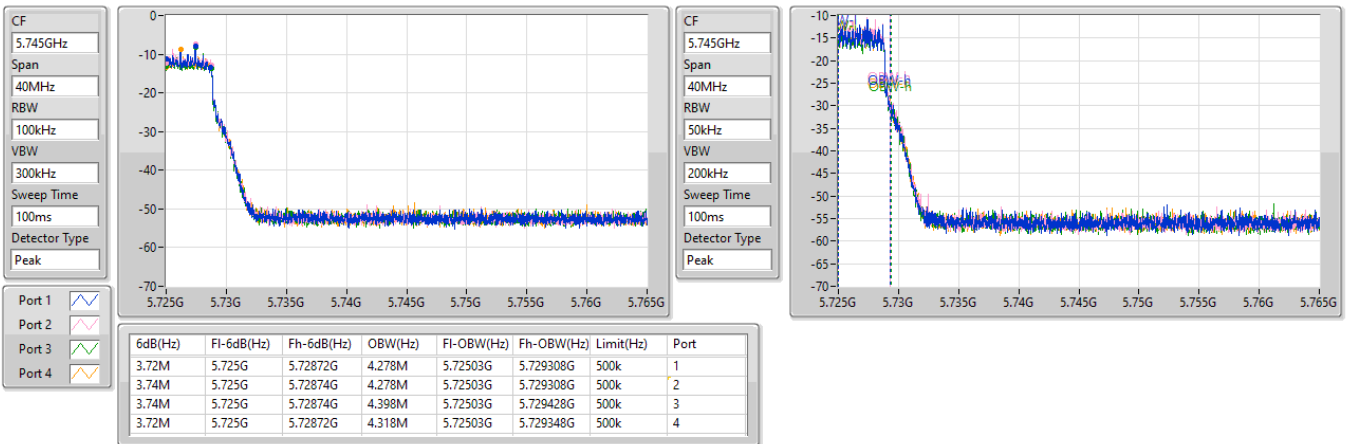 CF
5.745GHz
Span
40MHz
RBW
100kHz
VBW
300kHz
Sweep Time
100ms
Detector Type
Peak
0
-10
-20
-30
-40
-50
-60
-70
5.725G 5.73G 5.735G 5.74G 5.745G 5.75G 5.755G 5.76G 5.765G
CF
5.745GHz
Span
40MHz
RBW
50kHz
VBW
200kHz
Sweep Time
100ms
Detector Type
Peak
-10
-15
-20
-25
-30
-35
-40
-45
-50
-55
-60
-65
-70
OBW-h
5.725G 5.73G 5.735G 5.74G 5.745G 5.75G 5.755G 5.76G 5.765G
Port 1
Port 2
Port 3
Port 4
6dB(Hz) Fl-6dB(Hz) Fh-6dB(Hz) OBW(Hz) Fl-OBW(Hz) Fh-OBW(Hz) Limit(Hz) Port
3.72M 5.725G 5.72872G 4.278M 5.72503G 5.729308G 500k 1
3.74M 5.725G 5.72874G 4.278M 5.72503G 5.729308G 500k 2
3.74M 5.725G 5.72874G 4.398M 5.72503G 5.729428G 500k 3
3.72M 5.725G 5.72872G 4.318M 5.72503G 5.729348G 500k 4